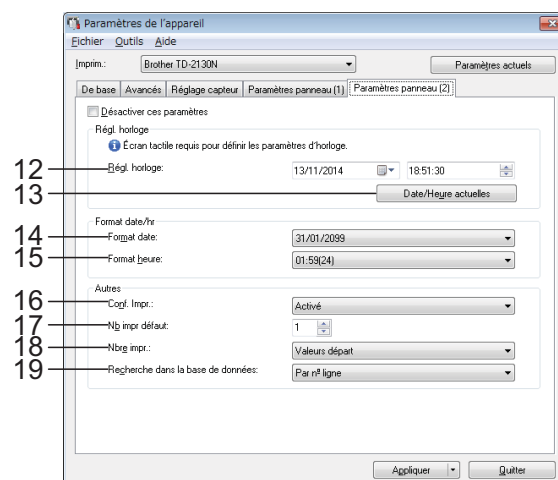 Paramètres de l'appareil
Fichier Outils Aide
Imprim.: Brother TD-2130N Paramètres actuels
De base Avancés Réglage capteur Paramètres panneau (1) Paramètres panneau (2)
Désactiver ces paramètres
Régl. horloge
Écran tactile requis pour définir les paramètres d'horloge.
12 Régl. horloge: 13/11/2014 18:51:30
13 Date/Heure actuelles
Format date/hr
14 Format date: 31/01/2099
15 Format heure: 01:59(24)
Autres
16 Conf. Impr.: Activé
17 Nb impr défaut: 1
18 Nbre impr.: Valeurs départ
19 Recherche dans la base de données: Par nº ligne
Appliquer Quitter